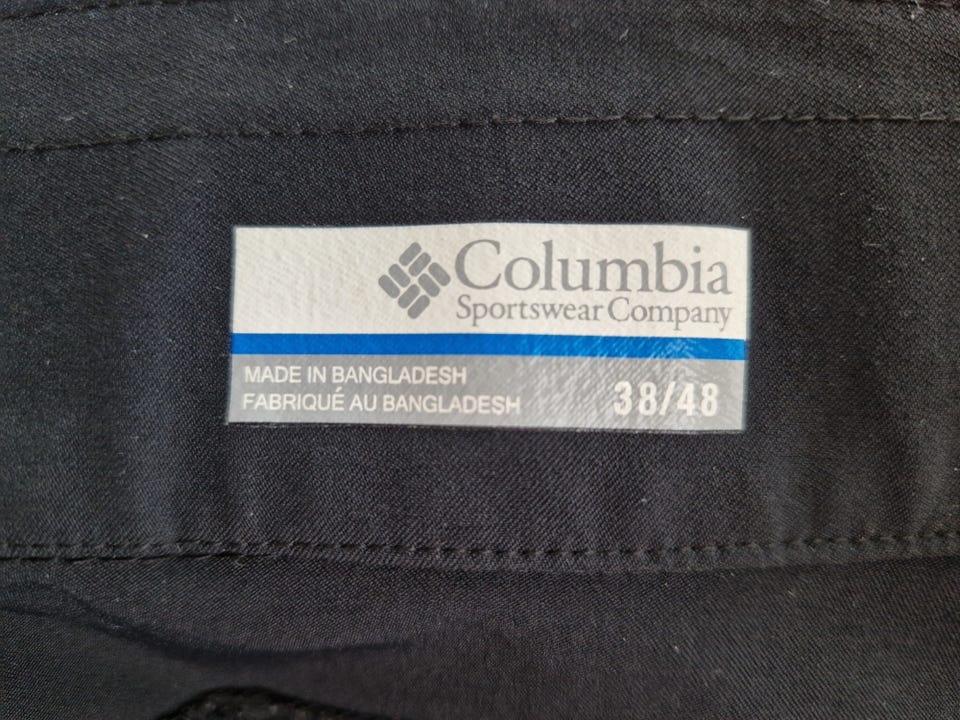 Columbia
Sportswear Company
MADE IN BANGLADESH
FABRIQUÉ AU BANGLADESH
38/48